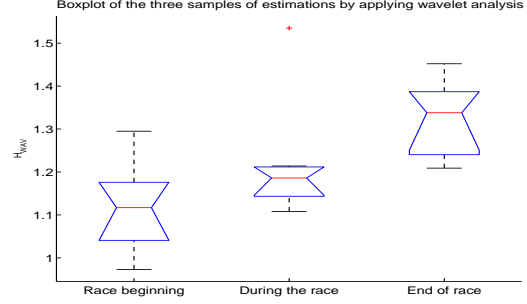 Boxplot of the three samples of estimations by applying wavelet analysis
1.5
1.4
1.3
1.2
1.1
1
H_WAV
Race beginning
During the race
End of race